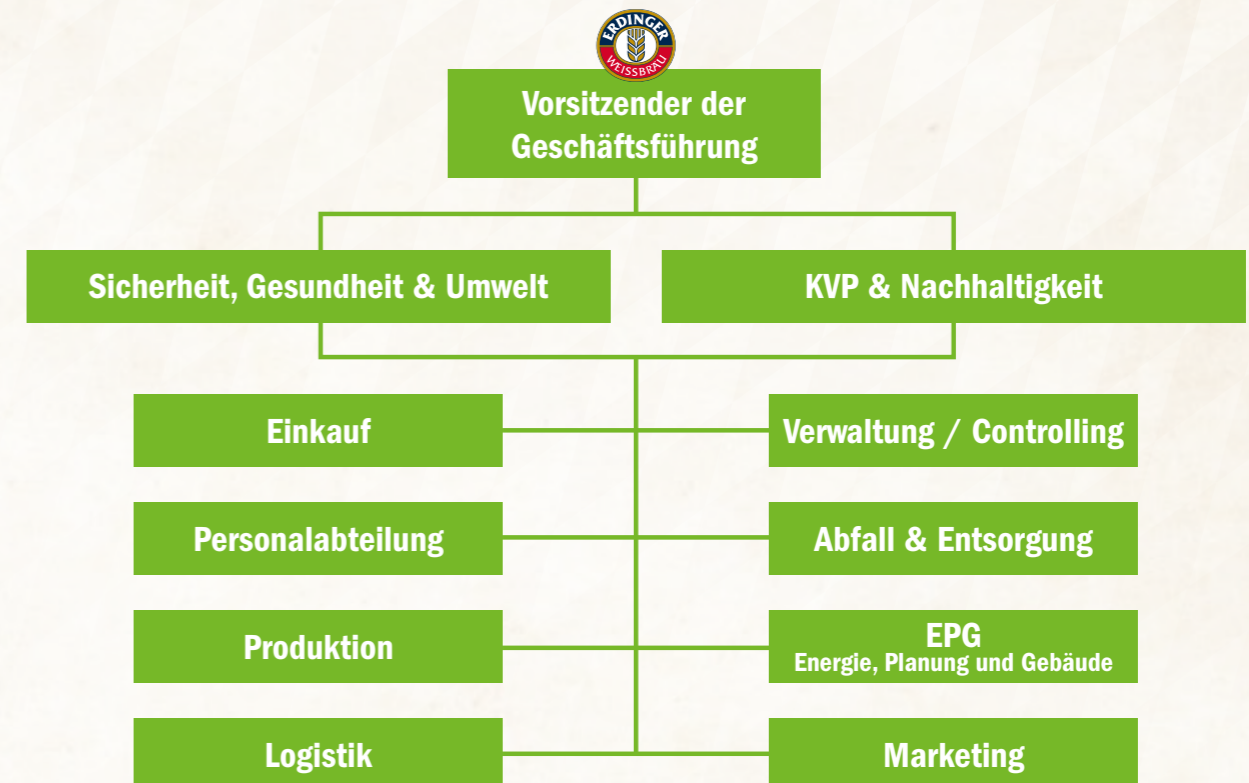 ERDINGER
WEISSBRÄU
Vorsitzender der
Geschäftsführung
Sicherheit, Gesundheit & Umwelt
KVP & Nachhaltigkeit
Einkauf
Verwaltung / Controlling
Personalabteilung
Abfall & Entsorgung
Produktion
EPG
Energie, Planung und Gebäude
Logistik
Marketing